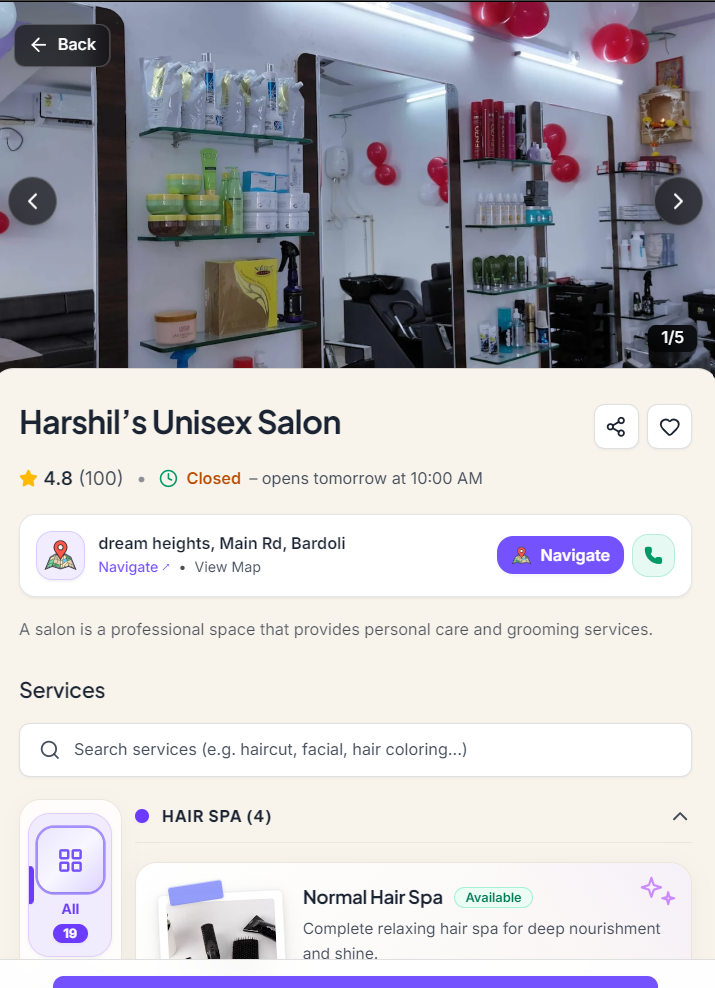 Back
1/5
Harshil’s Unisex Salon
4.8 (100) • Closed – opens tomorrow at 10:00 AM
dream heights, Main Rd, Bardoli
Navigate ↗ • View Map
Navigate
A salon is a professional space that provides personal care and grooming services.
Services
Search services (e.g. haircut, facial, hair coloring...)
All
19
HAIR SPA (4)
Normal Hair Spa
Available
Complete relaxing hair spa for deep nourishment
and shine.